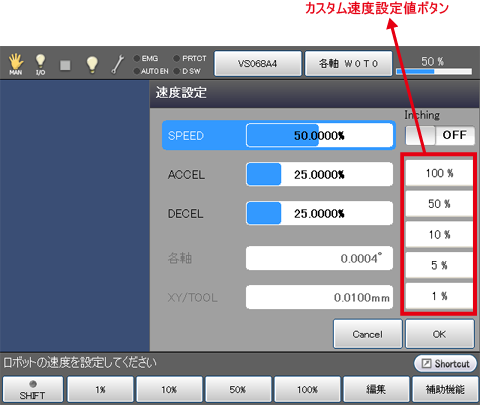 カスタム速度設定値ボタン
MAN
I/O
EMG
PRTCT
AUTO EN
D SW
VS068A4
各軸 W 0 T 0
50 %
速度設定
Inching
SPEED
50.0000%
OFF
ACCEL
25.0000%
100 %
DECEL
25.0000%
50 %
10 %
各軸
0.0004°
5 %
XY/TOOL
0.0100mm
1 %
Cancel
OK
ロボットの速度を設定してください
Shortcut
SHIFT
1%
10%
50%
100%
編集
補助機能